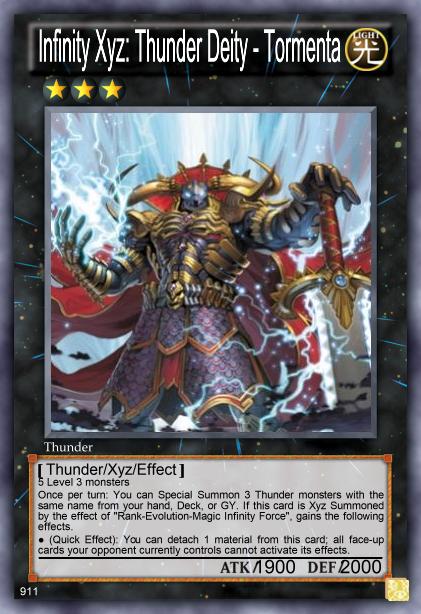 Infinity Xyz: Thunder Deity - Tormenta
LIGHT
光
Thunder
[ Thunder/Xyz/Effect ]
5 Level 3 monsters
Once per turn: You can Special Summon 3 Thunder monsters with the
same name from your hand, Deck, or GY. If this card is Xyz Summoned
by the effect of "Rank-Evolution-Magic Infinity Force", gains the following
effects.
● (Quick Effect): You can detach 1 material from this card; all face-up
cards your opponent currently controls cannot activate its effects.
ATK/1900 DEF/2000
911